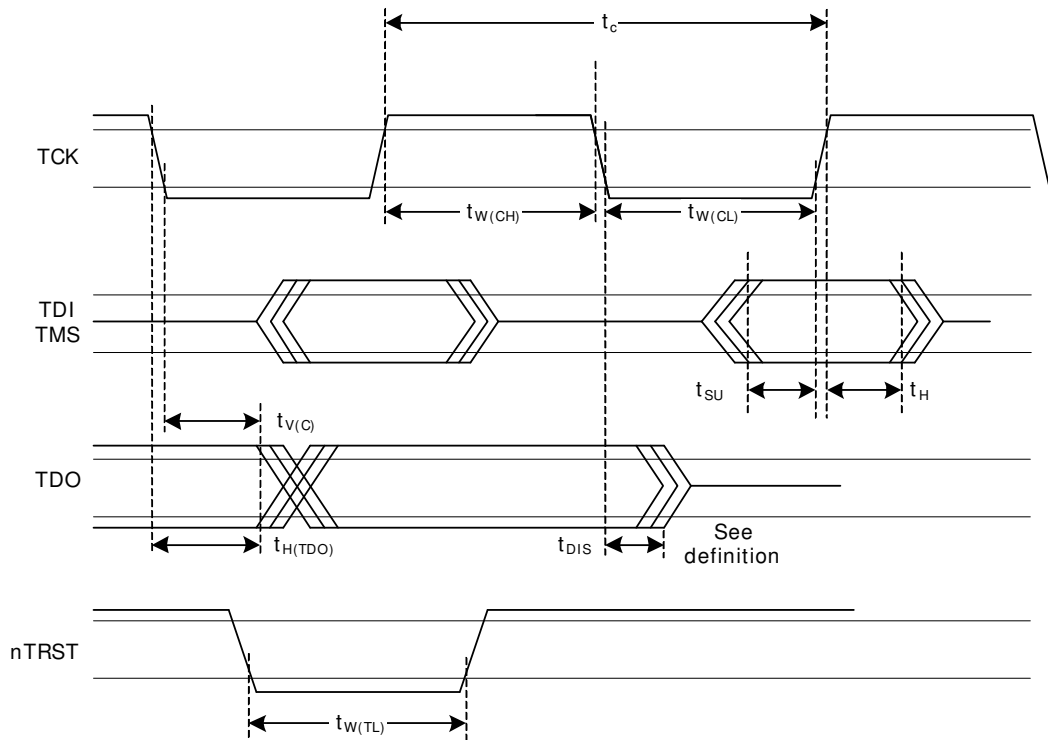 tc
TCK
tW(CH)
tW(CL)
TDI
TMS
tSU
tH
tV(C)
TDO
tH(TDO)
tDIS
See
definition
nTRST
tW(TL)